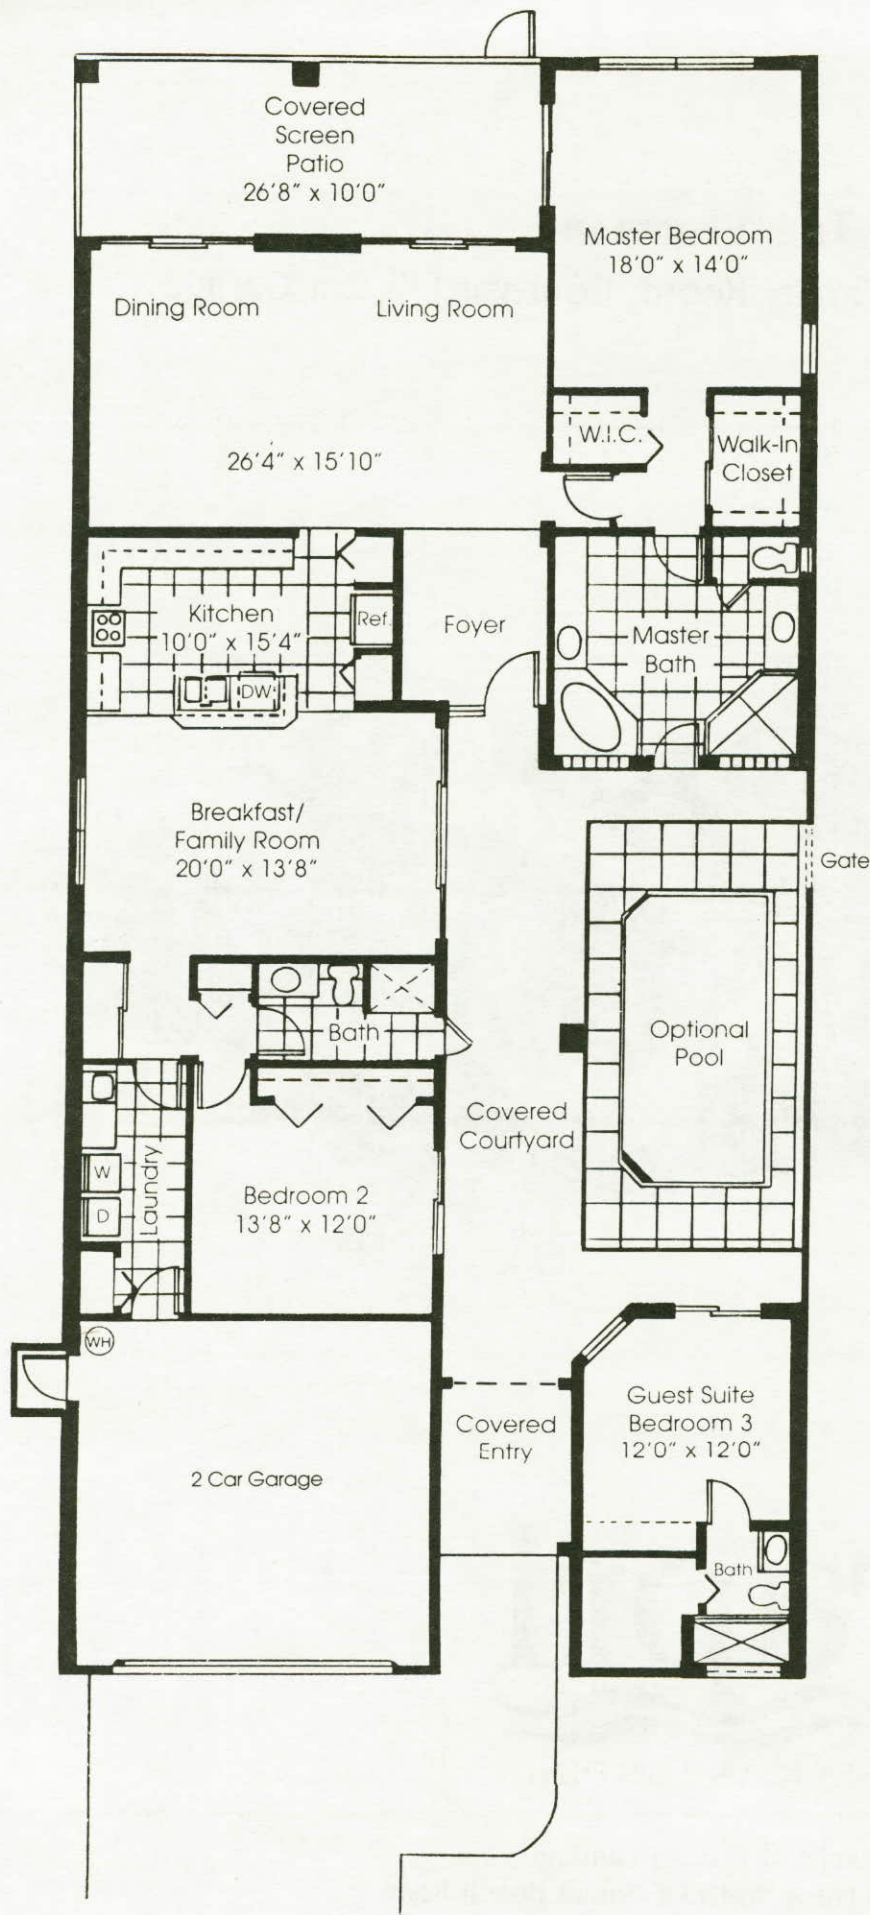 Covered
Screen
Patio
26'8" x 10'0"
Master Bedroom
18'0" x 14'0"
Dining Room
Living Room
26'4" x 15'10"
W.I.C.
Walk-In
Closet
Kitchen
10'0" x 15'4"
Ref.
DW
Foyer
Master
Bath
Breakfast/
Family Room
20'0" x 13'8"
Gate
Optional
Pool
Bath
Covered
Courtyard
W
D
Laundry
Bedroom 2
13'8" x 12'0"
WH
2 Car Garage
Covered
Entry
Guest Suite
Bedroom 3
12'0" x 12'0"
Bath